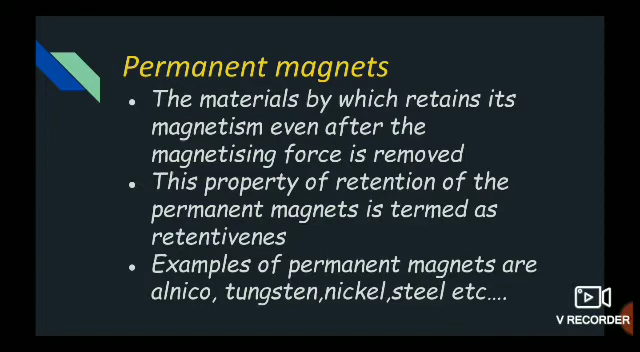 Permanent magnets
• The materials by which retains its
magnetism even after the
magnetising force is removed
• This property of retention of the
permanent magnets is termed as
retentivenes
• Examples of permanent magnets are
alnico, tungsten,nickel,steel etc....
V RECORDER